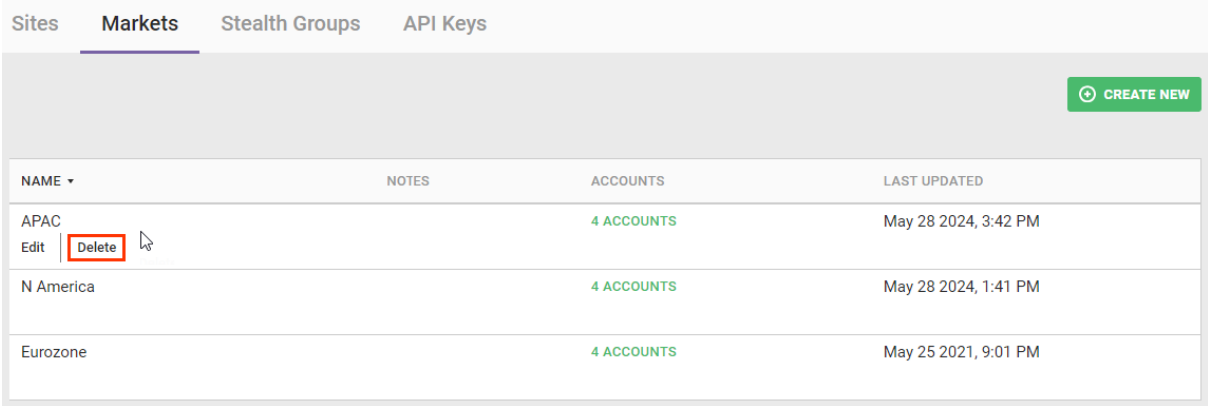 Sites Markets Stealth Groups API Keys
CREATE NEW
NAME NOTES ACCOUNTS LAST UPDATED
APAC 4 ACCOUNTS May 28 2024, 3:42 PM
Edit Delete
N America 4 ACCOUNTS May 28 2024, 1:41 PM
Eurozone 4 ACCOUNTS May 25 2021, 9:01 PM